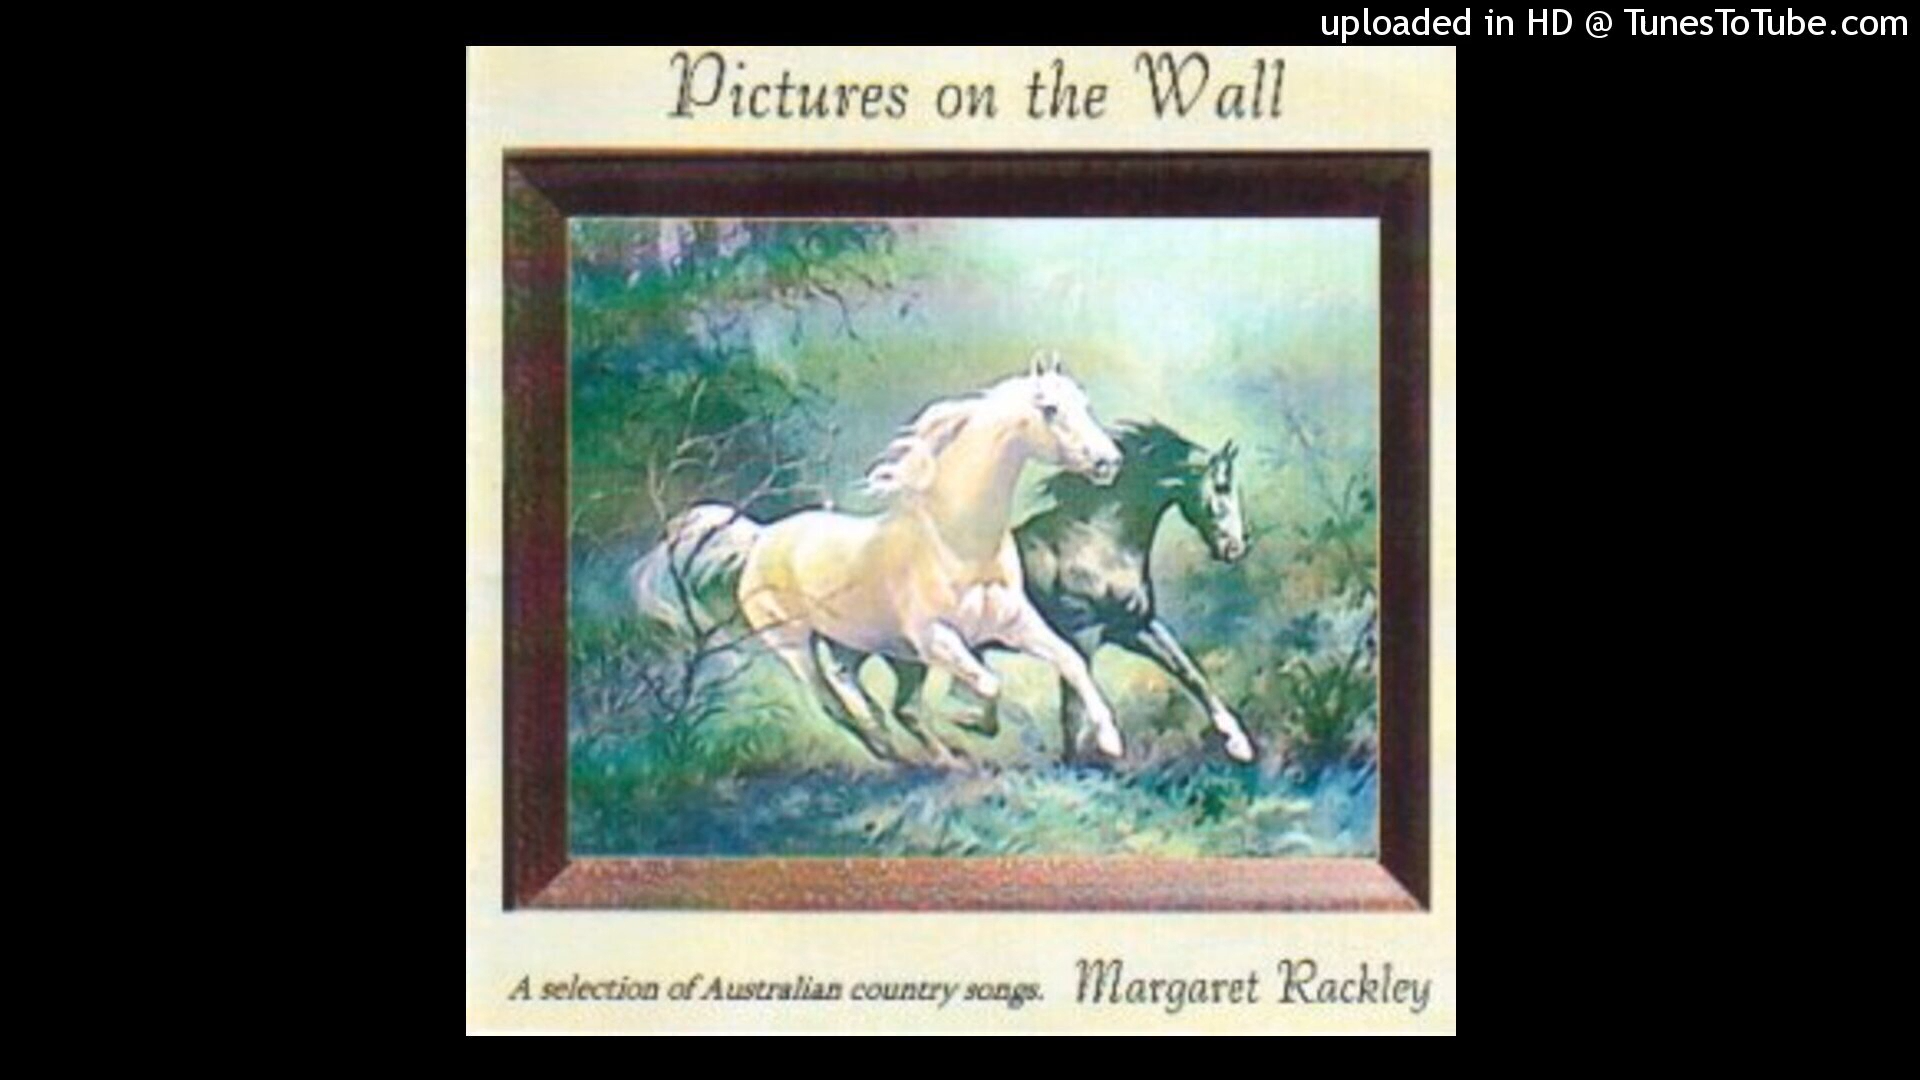 uploaded in HD @ TunesToTube.com
Pictures on the Wall
A selection of Australian country songs. Margaret Rackley